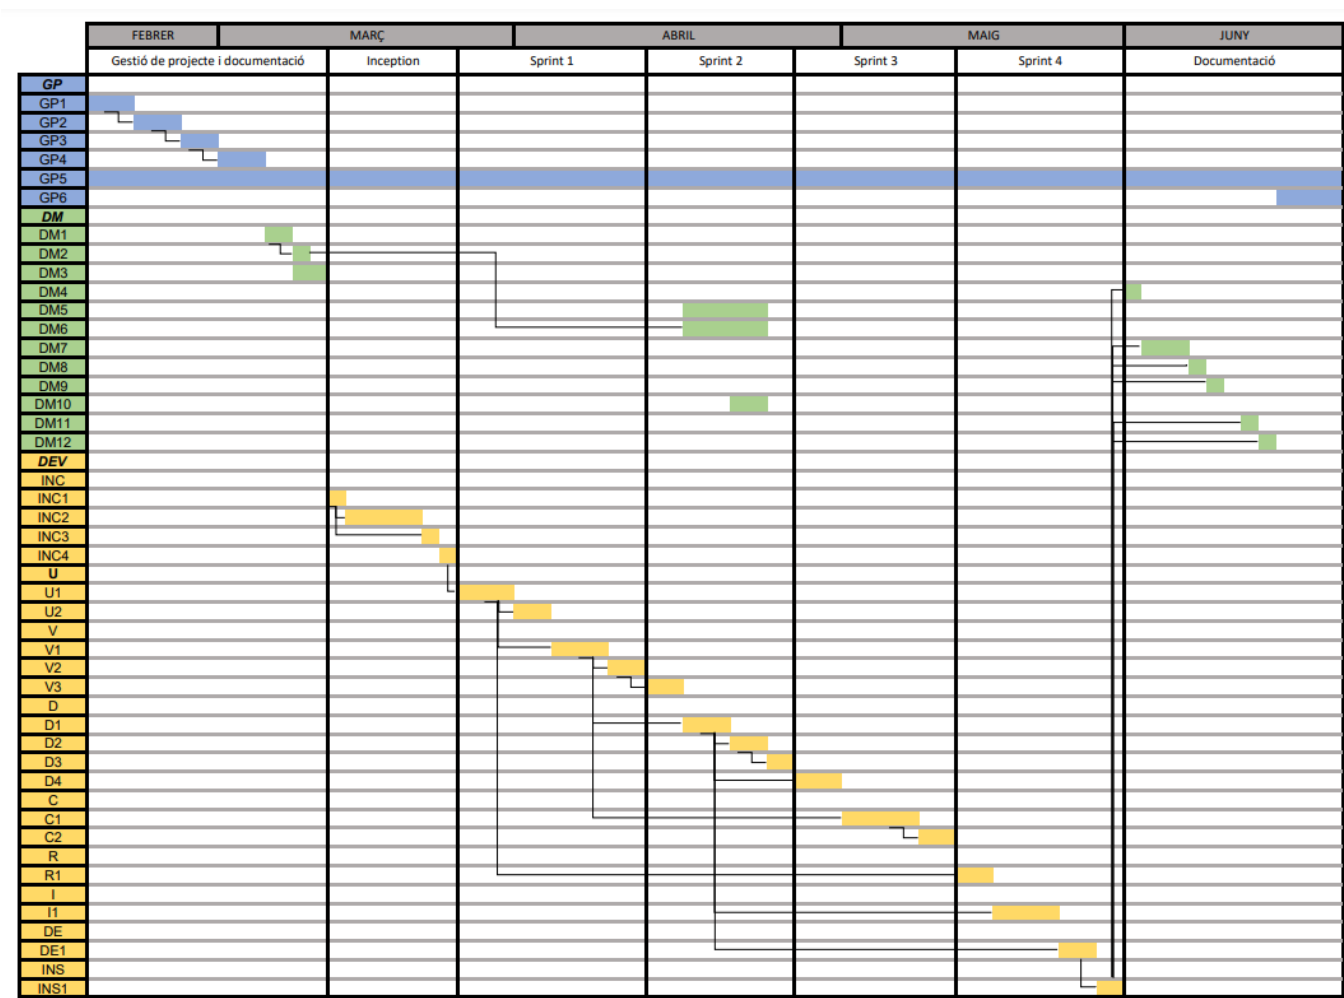 FEBRER MARÇ ABRIL MAIG JUNY
Gestió de projecte i documentació Inception Sprint 1 Sprint 2 Sprint 3 Sprint 4 Documentació
GP
GP1
GP2
GP3
GP4
GP5
GP6
DM
DM1
DM2
DM3
DM4
DM5
DM6
DM7
DM8
DM9
DM10
DM11
DM12
DEV
INC
INC1
INC2
INC3
INC4
U
U1
U2
V
V1
V2
V3
D
D1
D2
D3
D4
C
C1
C2
R
R1
I
I1
DE
DE1
INS
INS1